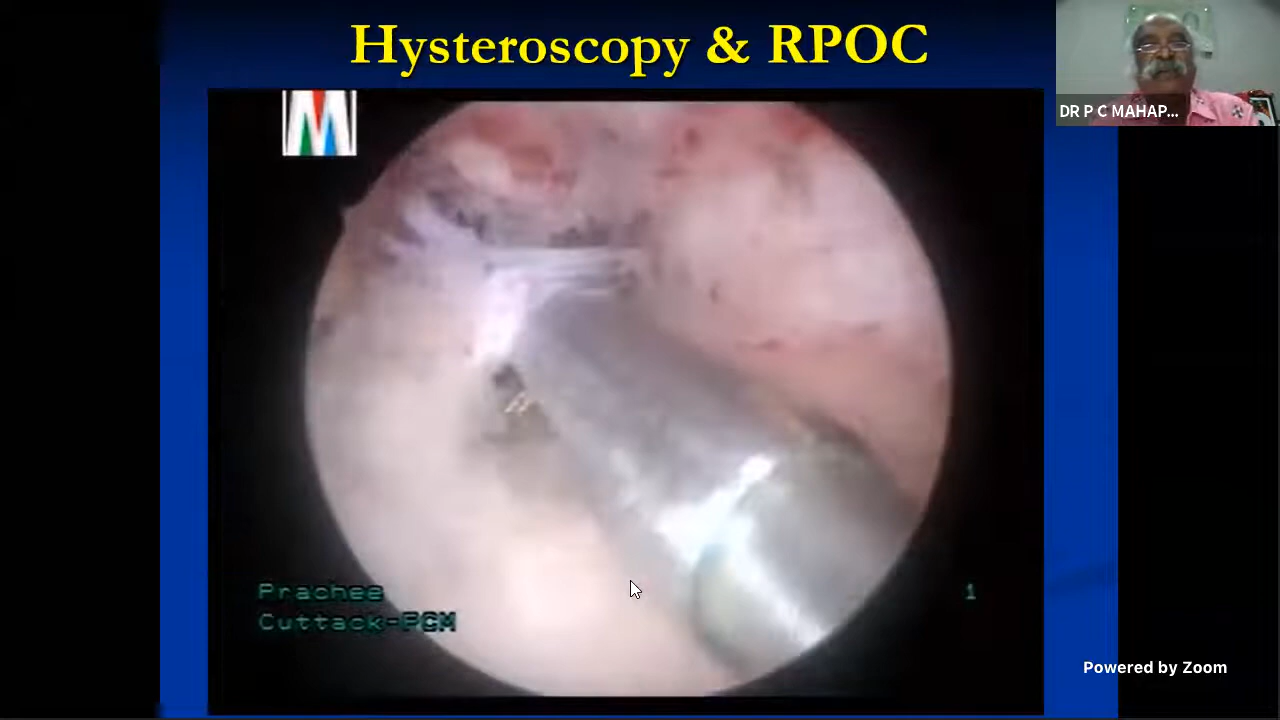 Hysteroscopy & RPOC
DR P C MAHAP...
M
Prachee
Cuttack-PCM
1
Powered by Zoom